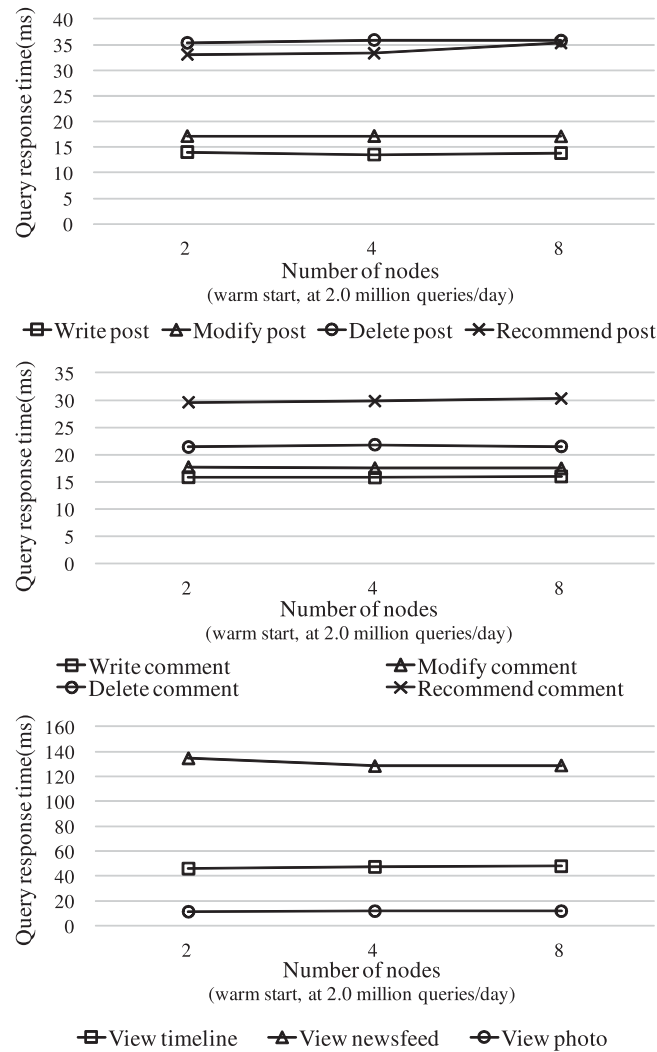 Query response time(ms)
40
35
30
25
20
15
10
5
0
2 4 8
Number of nodes
(warm start, at 2.0 million queries/day)
Write post Modify post Delete post Recommend post
Query response time(ms)
35
30
25
20
15
10
5
0
2 4 8
Number of nodes
(warm start, at 2.0 million queries/day)
Write comment Modify comment
Delete comment Recommend comment
Query response time(ms)
160
140
120
100
80
60
40
20
0
2 4 8
Number of nodes
(warm start, at 2.0 million queries/day)
View timeline View newsfeed View photo